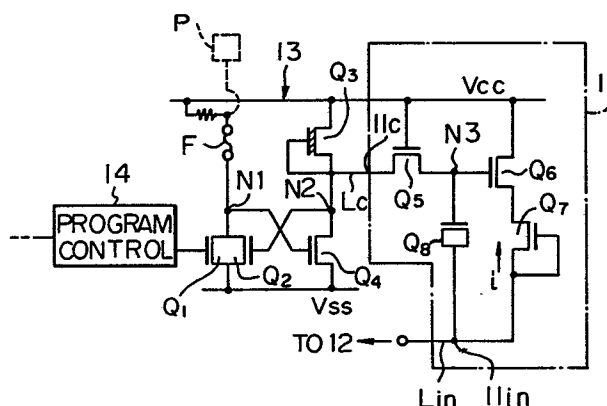 P
13
11
Vcc
Q3
11c
N3
F
Lc
Q5
Q6
14
N1
N2
Q7
PROGRAM
CONTROL
Q8
i
Q1
Q2
Q4
Vss
TO 12
Lin
11in